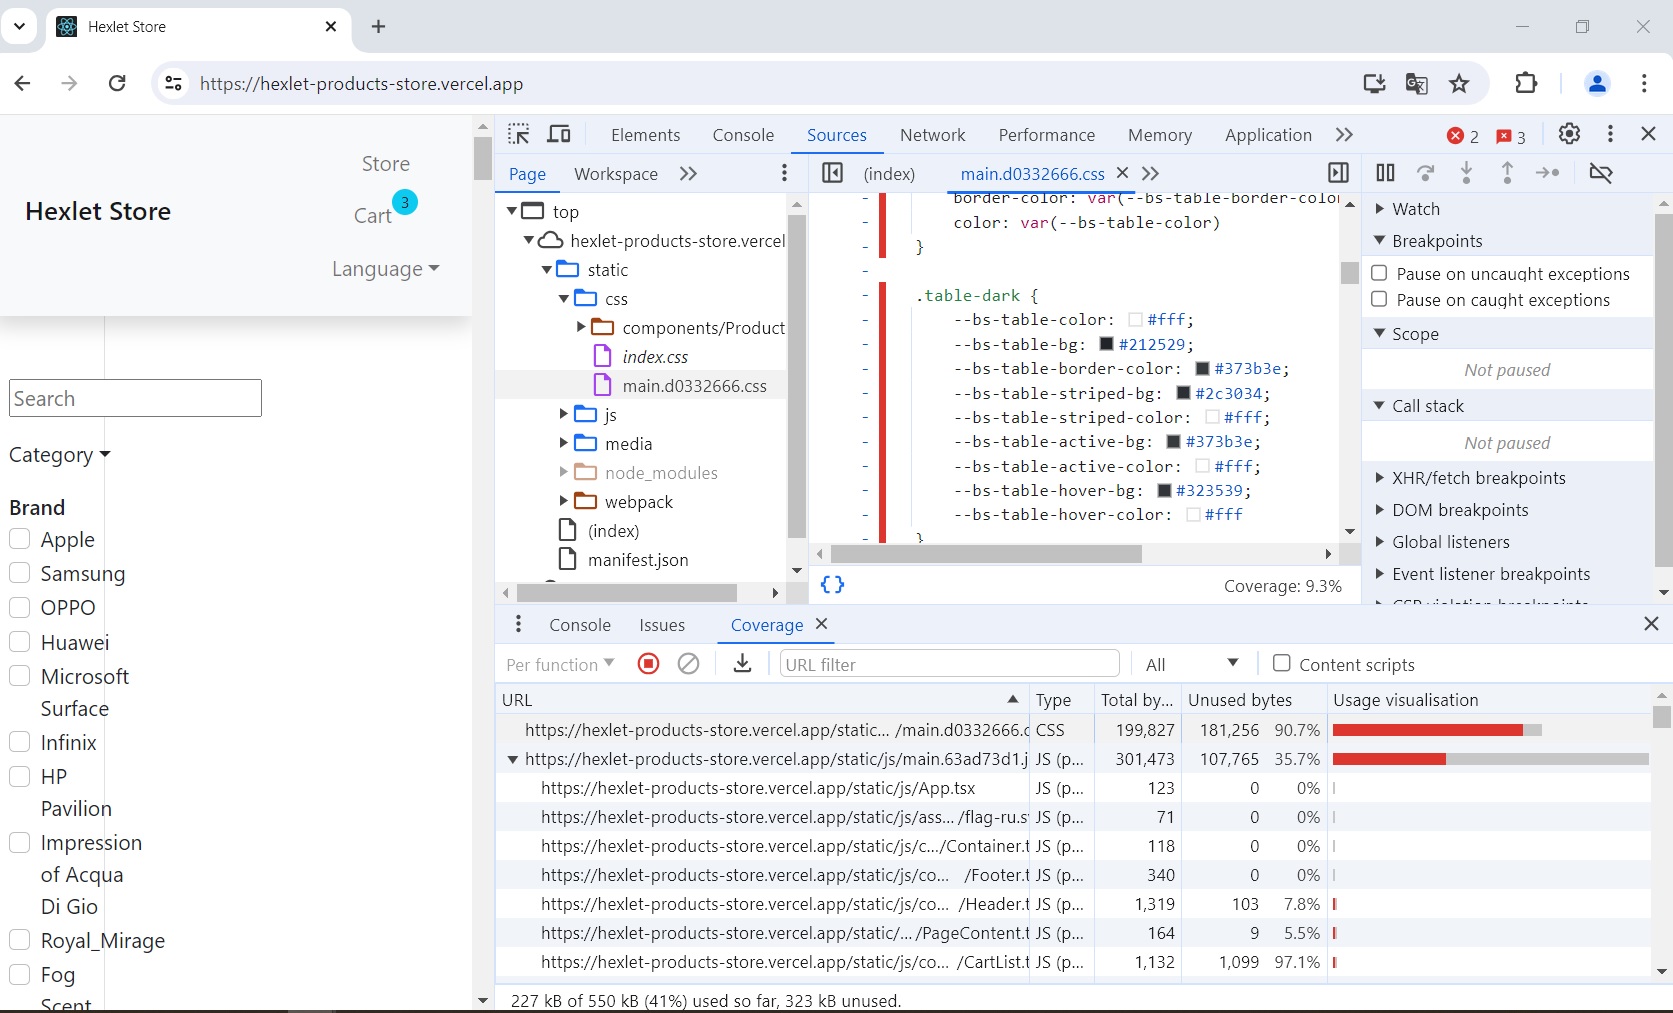 Hexlet Store
https://hexlet-products-store.vercel.app
Hexlet Store
Store
Cart 3
Language
Search
Category
Brand
Apple
Samsung
OPPO
Huawei
Microsoft
Surface
Infinix
HP
Pavilion
Impression
of Acqua
Di Gio
Royal_Mirage
Fog
Scent
Elements Console Sources Network Performance Memory Application 2 3
Page Workspace
top
hexlet-products-store.vercel
static
css
components/Product
index.css
main.d0332666.css
js
media
node_modules
webpack
(index)
manifest.json
(index) main.d0332666.css
border-color: var(--bs-table-border-colo
color: var(--bs-table-color)
}
.table-dark {
--bs-table-color: #fff;
--bs-table-bg: #212529;
--bs-table-border-color: #373b3e;
--bs-table-striped-bg: #2c3034;
--bs-table-striped-color: #fff;
--bs-table-active-bg: #373b3e;
--bs-table-active-color: #fff;
--bs-table-hover-bg: #323539;
--bs-table-hover-color: #fff
}
{} Coverage: 9.3%
Watch
Breakpoints
Pause on uncaught exceptions
Pause on caught exceptions
Scope
Not paused
Call stack
Not paused
XHR/fetch breakpoints
DOM breakpoints
Global listeners
Event listener breakpoints
CSP violation breakpoints
Console Issues Coverage
Per function URL filter All Content scripts
URL Type Total by... Unused bytes Usage visualisation
https://hexlet-products-store.vercel.app/static... /main.d0332666.c CSS 199,827 181,256 90.7%
https://hexlet-products-store.vercel.app/static/js/main.63ad73d1.j JS (p... 301,473 107,765 35.7%
https://hexlet-products-store.vercel.app/static/js/App.tsx JS (p... 123 0 0%
https://hexlet-products-store.vercel.app/static/js/ass... /flag-ru.sv JS (p... 71 0 0%
https://hexlet-products-store.vercel.app/static/js/c.../Container.t JS (p... 118 0 0%
https://hexlet-products-store.vercel.app/static/js/co... /Footer.t JS (p... 340 0 0%
https://hexlet-products-store.vercel.app/static/js/co... /Header.t JS (p... 1,319 103 7.8%
https://hexlet-products-store.vercel.app/static/... /PageContent.t JS (p... 164 9 5.5%
https://hexlet-products-store.vercel.app/static/js/co... /CartList.t JS (p... 1,132 1,099 97.1%
227 kB of 550 kB (41%) used so far, 323 kB unused.